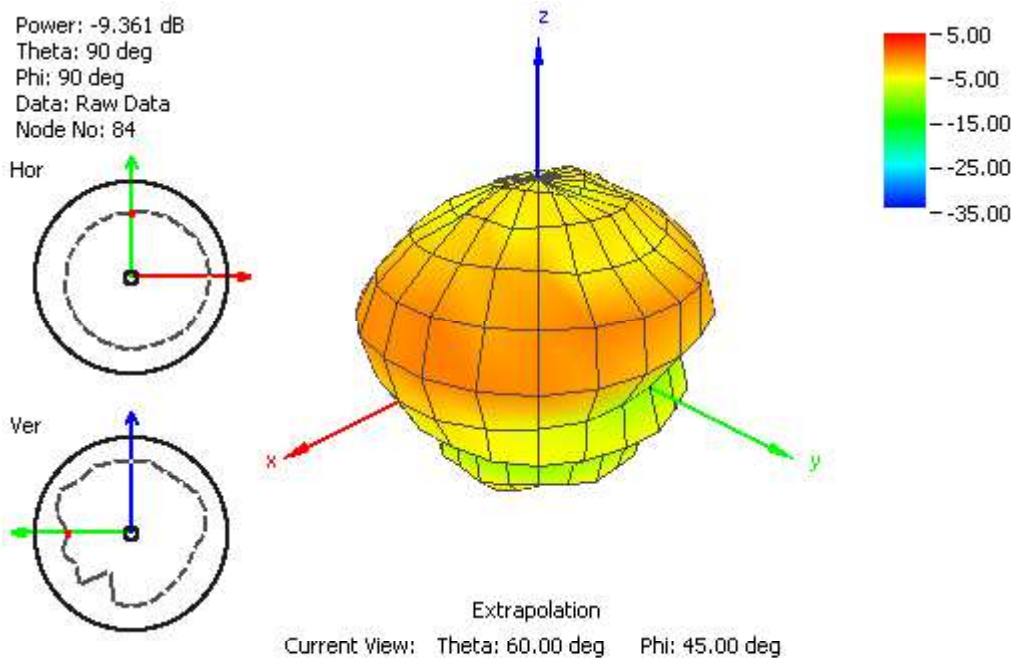 Power: -9.361 dB
Theta: 90 deg
Phi: 90 deg
Data: Raw Data
Node No: 84
Hor
Ver
z
x
y
5.00
-5.00
-15.00
-25.00
-35.00
Extrapolation
Current View: Theta: 60.00 deg Phi: 45.00 deg